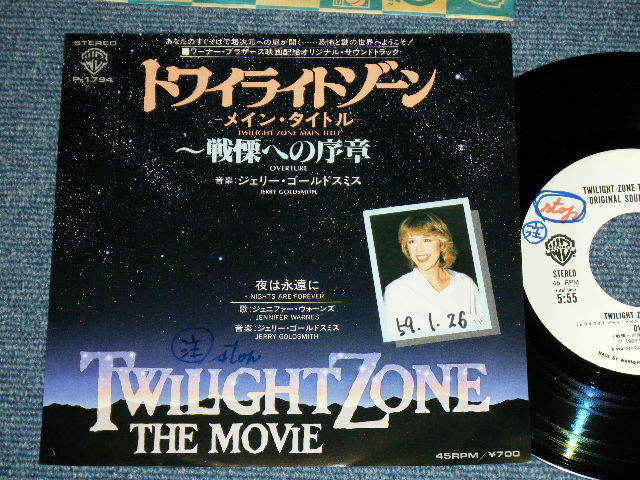 STEREO
P-1794
あなたのすぐそばで超次元への扉が開く……恐怖と謎の世界へようこそ!
■ワーナー・ブラザース映画配給オリジナル・サウンドトラック
トワイライトゾーン
—メイン・タイトル—
TWILIGHT ZONE MAIN TITLE
〜戦慄への序章
OVERTURE
音楽:ジェリー・ゴールドスミス
JERRY GOLDSMITH
夜は永遠に
NIGHTS ARE FOREVER
歌:ジェニファー・ウォーンズ
JENNIFER WARNES
音楽:ジェリー・ゴールドスミス
JERRY GOLDSMITH
59.1.26
注 stop
TWILIGHT ZONE
THE MOVIE
45RPM/¥700
TWILIGHT ZONE-T
ORIGINAL SOU
stop
注
STEREO
45 RPM
5:55
TWILIGHT Z